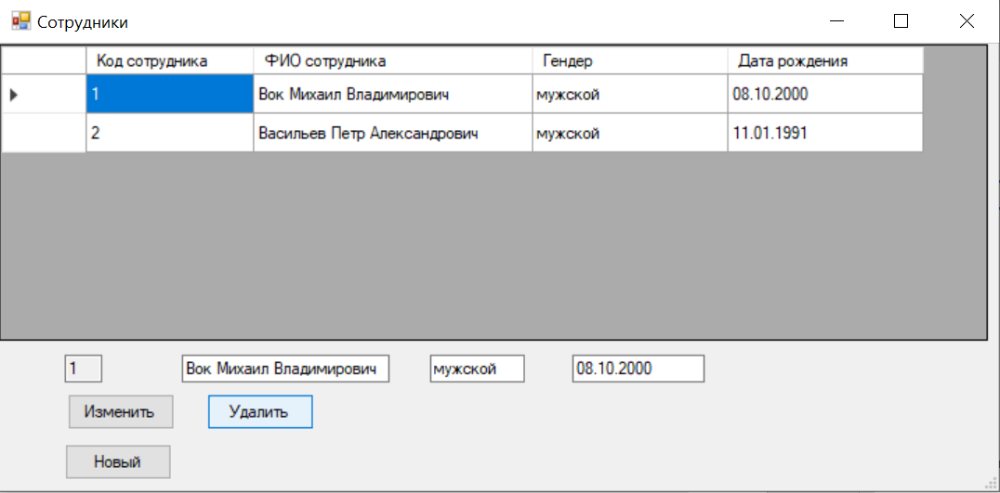 Сотрудники
Код сотрудника ФИО сотрудника Гендер Дата рождения
1 Вок Михаил Владимирович мужской 08.10.2000
2 Васильев Петр Александрович мужской 11.01.1991
1 Вок Михаил Владимирович мужской 08.10.2000
Изменить Удалить
Новый